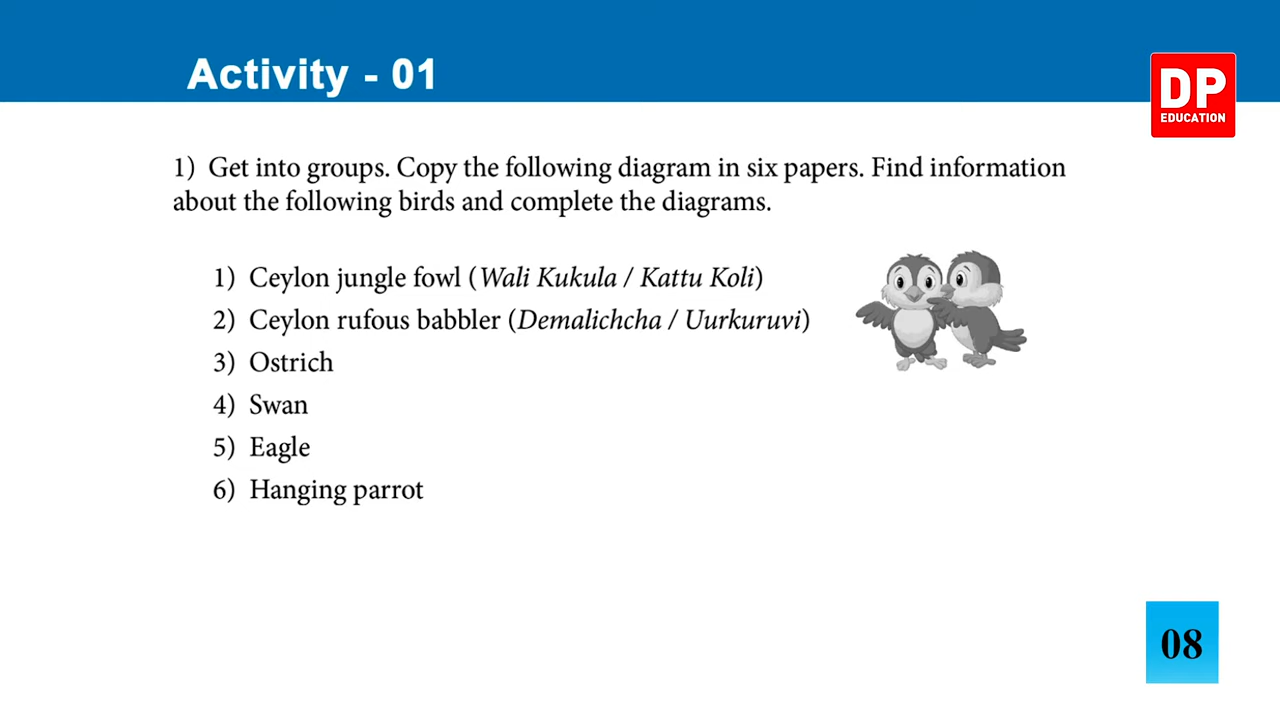 Activity - 01
DP
EDUCATION
1) Get into groups. Copy the following diagram in six papers. Find information
about the following birds and complete the diagrams.
1) Ceylon jungle fowl (Wali Kukula / Kattu Koli)
2) Ceylon rufous babbler (Demalichcha / Uurkuruvi)
3) Ostrich
4) Swan
5) Eagle
6) Hanging parrot
08